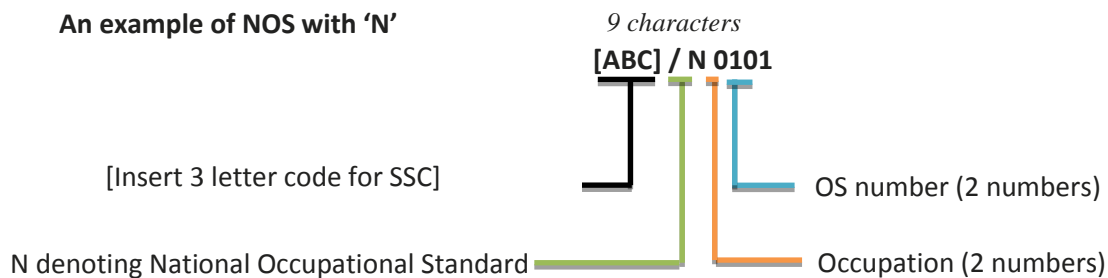 An example of NOS with ‘N’
9 characters
[ABC] / N 0101
[Insert 3 letter code for SSC]
OS number (2 numbers)
N denoting National Occupational Standard
Occupation (2 numbers)